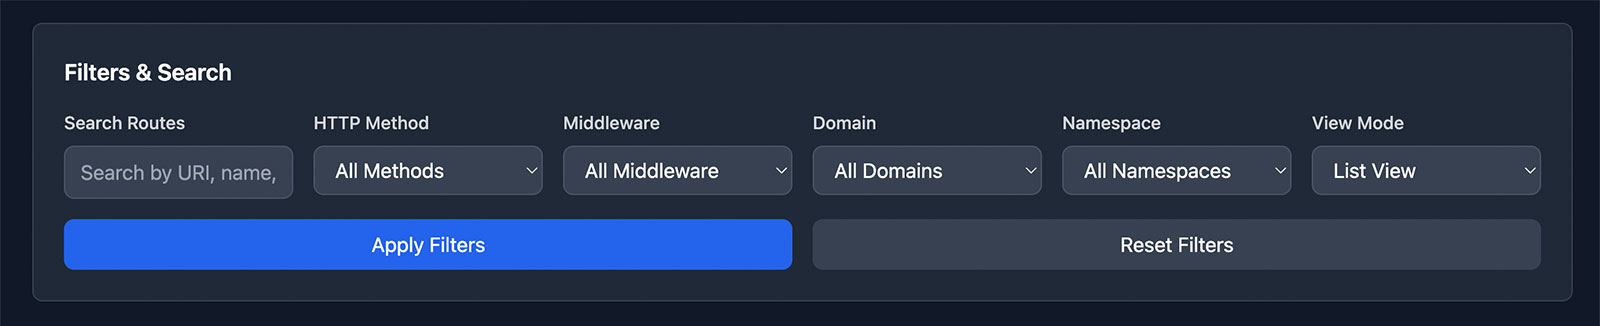 Filters & Search
Search Routes
HTTP Method
Middleware
Domain
Namespace
View Mode
Search by URI, name,
All Methods
All Middleware
All Domains
All Namespaces
List View
Apply Filters
Reset Filters